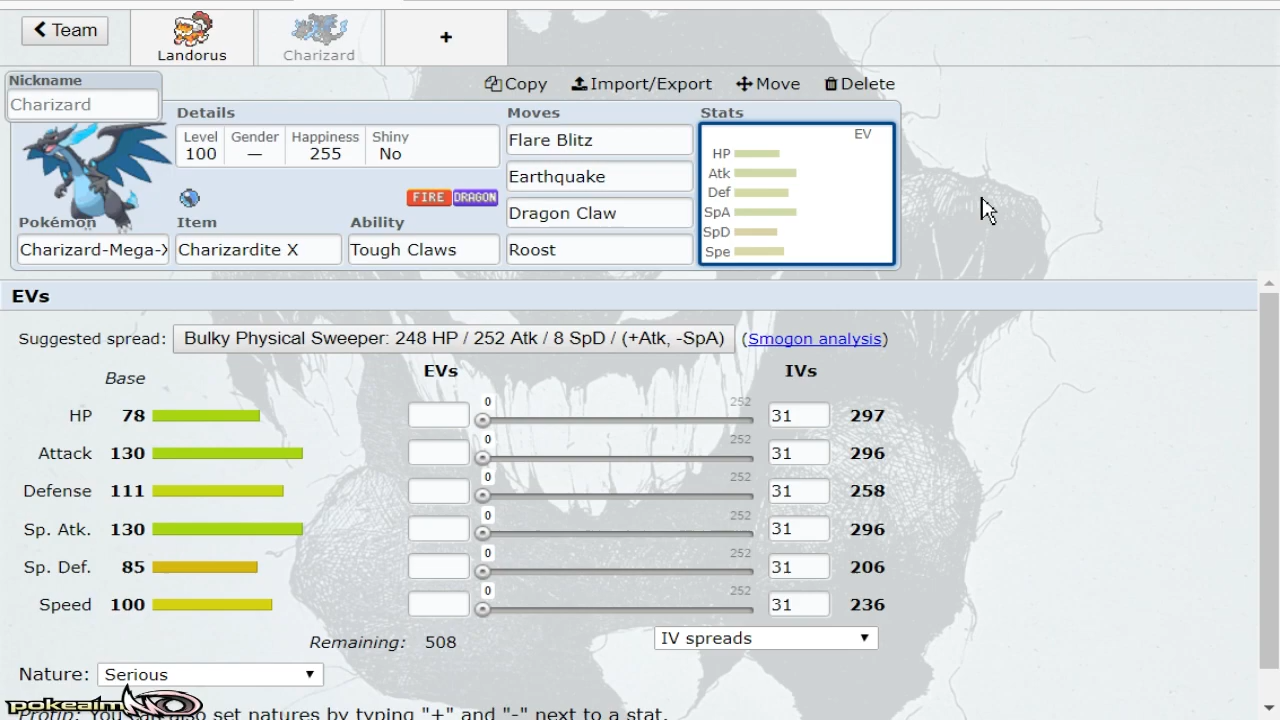 Team
Landorus
Charizard
+
Nickname
Charizard
Copy
Import/Export
Move
Delete
Details
Level Gender Happiness Shiny
100 — 255 No
FIRE DRAGON
Pokémon
Charizard-Mega-X
Item
Charizardite X
Ability
Tough Claws
Moves
Flare Blitz
Earthquake
Dragon Claw
Roost
Stats
EV
HP
Atk
Def
SpA
SpD
Spe
EVs
Suggested spread: Bulky Physical Sweeper: 248 HP / 252 Atk / 8 SpD / (+Atk, -SpA) (Smogon analysis)
Base EVs IVs
HP 78 0 252 31 297
Attack 130 0 252 31 296
Defense 111 0 252 31 258
Sp. Atk. 130 0 252 31 296
Sp. Def. 85 0 252 31 206
Speed 100 0 252 31 236
Remaining: 508
IV spreads
Nature: Serious
pokeaimMD
Protip: You can also set natures by typing "+" and "-" next to a stat.